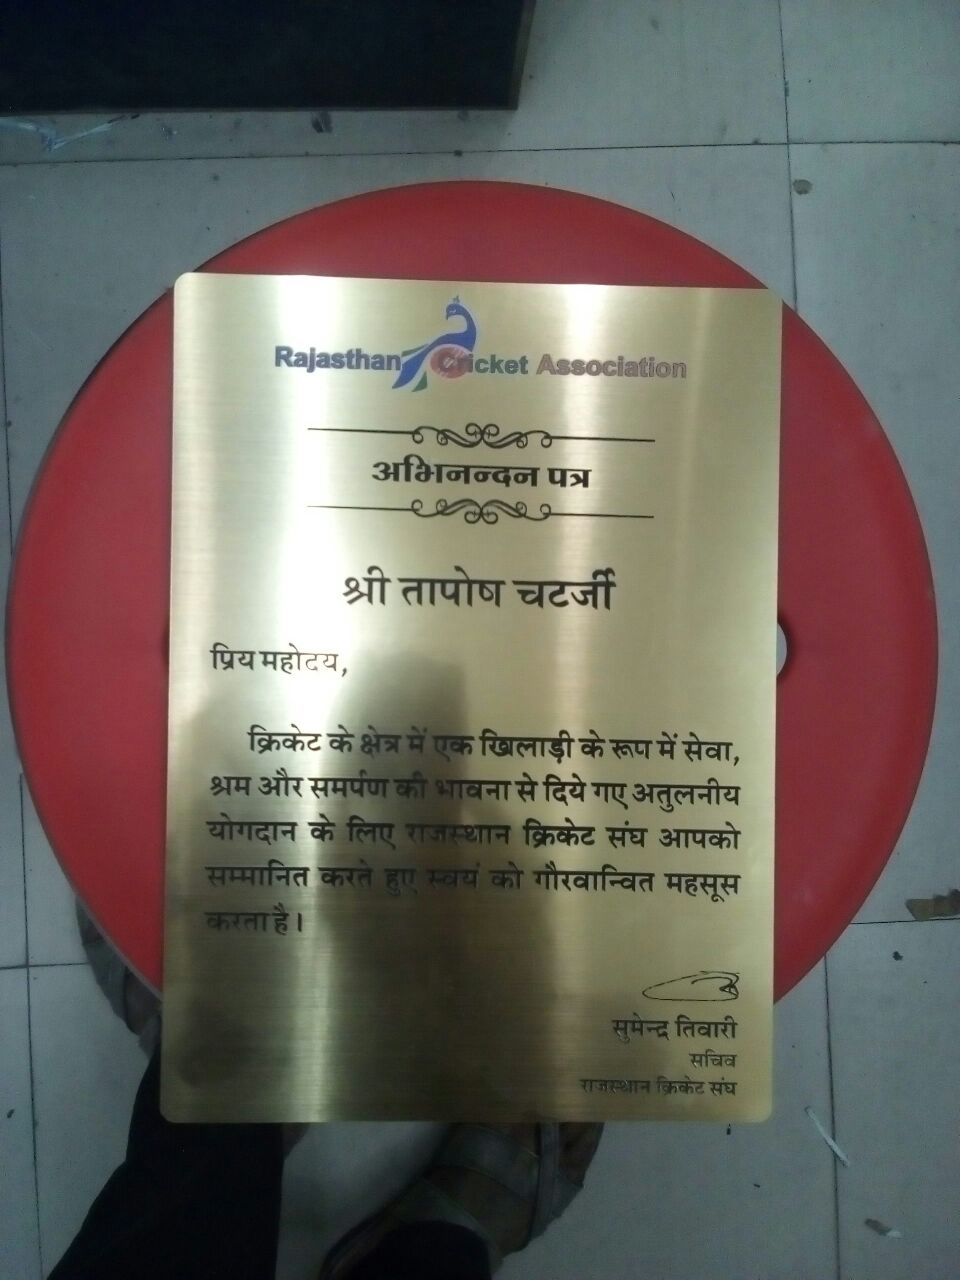 Rajasthan Cricket Association
अभिनन्दन पत्र
श्री तापोष चटर्जी
प्रिय महोदय,
क्रिकेट के क्षेत्र में एक खिलाड़ी के रूप में सेवा,
श्रम और समर्पण की भावना से दिये गए अतुलनीय
योगदान के लिए राजस्थान क्रिकेट संघ आपको
सम्मानित करते हुए स्वयं को गौरवान्वित महसूस
करता है।
सुमेन्द्र तिवारी
सचिव
राजस्थान क्रिकेट संघ